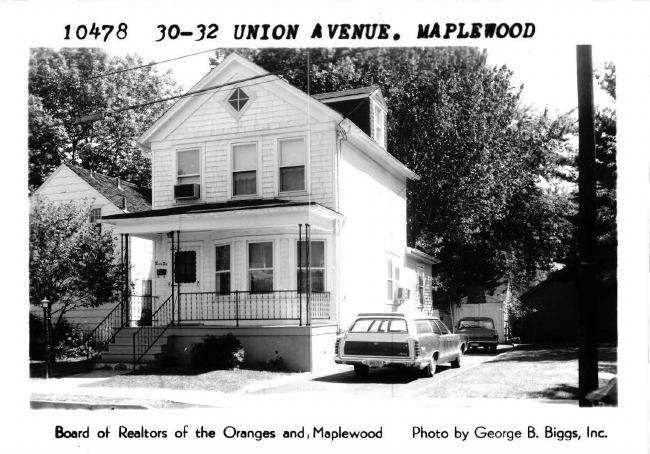 10478 30-32 UNION AVENUE. MAPLEWOOD
Board of Realtors of the Oranges and, Maplewood Photo by George B. Biggs, Inc.